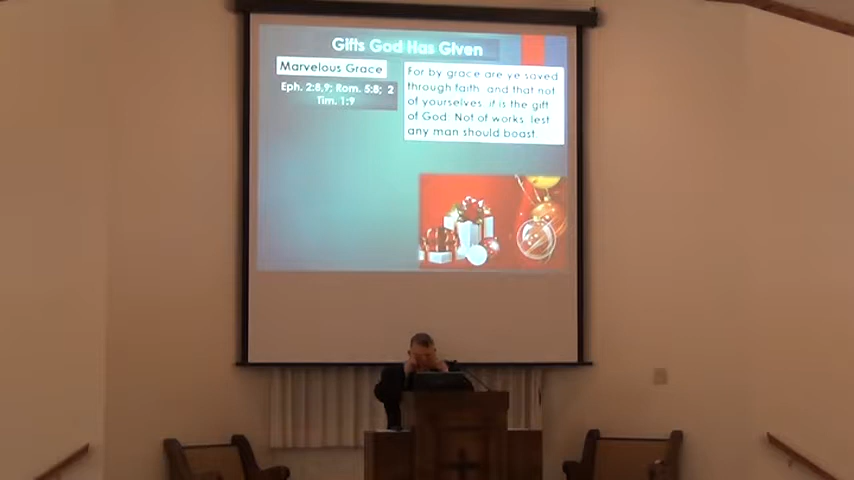 Gifts God Has Given
Marvelous Grace
Eph. 2:8,9; Rom. 5:8; 2
Tim. 1:9
For by grace are ye saved
through faith; and that not
of yourselves: it is the gift
of God: Not of works, lest
any man should boast.